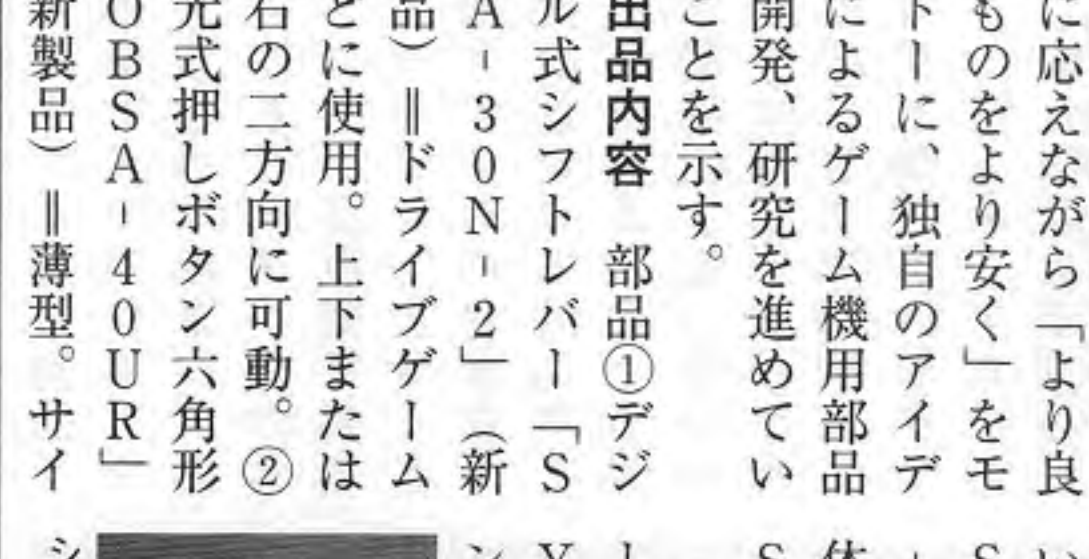 に応えながら「より良
ものをより安く」をモ
トーに、独自のアイデ
によるゲーム機用部品
開発、研究を進めてい
ことを示す。
出品内容　部品①デジ
ル式シフトレバー「S
A-30N-2」（新
品）＝ドライブゲーム
とに使用。上下または
右の二方向に可動。②
光式押しボタン六角形
OBSA-40UR」
新製品）＝薄型。サイ